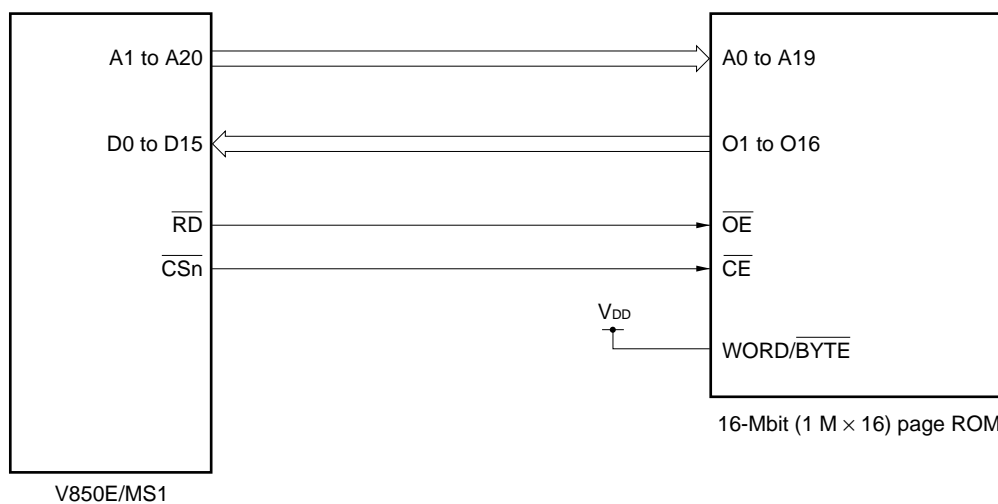 A1 to A20
A0 to A19
D0 to D15
O1 to O16
RD
OE
CSn
CE
VDD
WORD/BYTE
16-Mbit (1 M × 16) page ROM
V850E/MS1